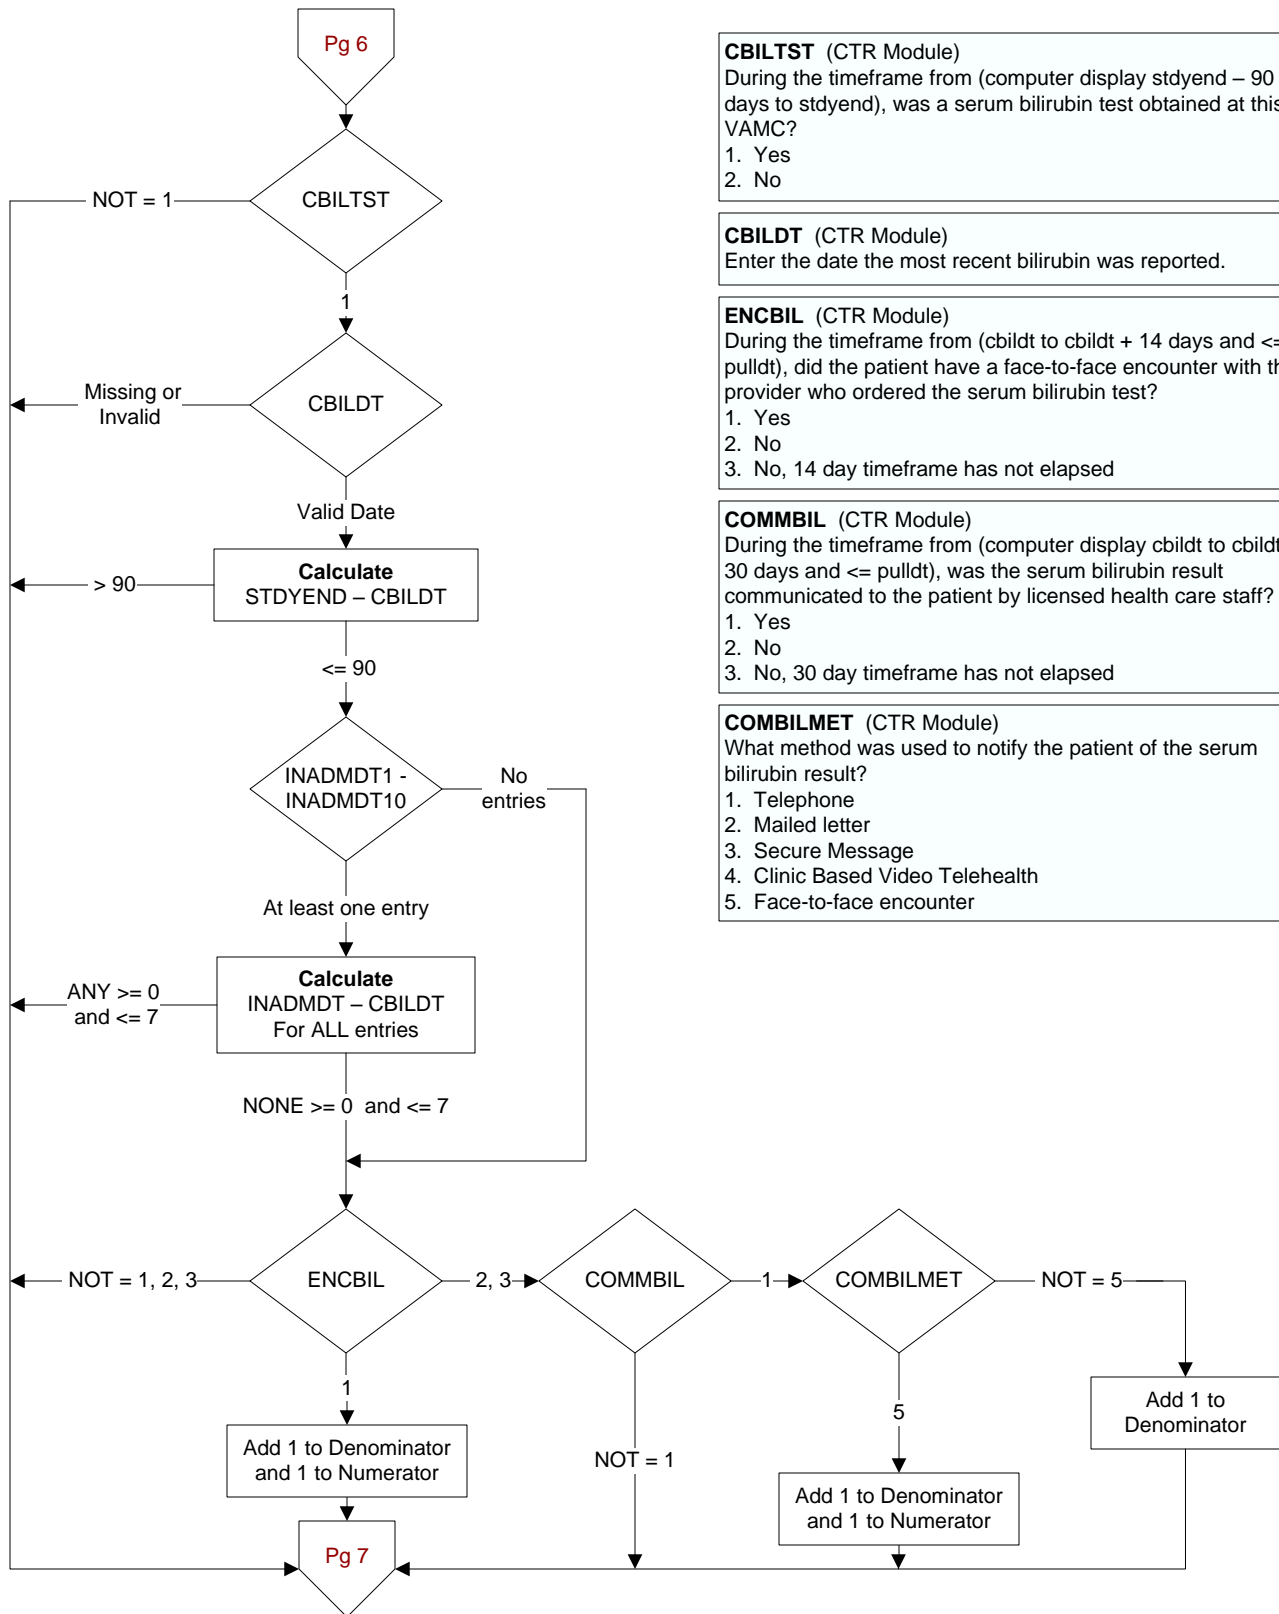 Pg 6
CBILTST (CTR Module)
During the timeframe from (computer display stdyend – 90
days to stdyend), was a serum bilirubin test obtained at this
VAMC?
1. Yes
2. No
CBILDT (CTR Module)
Enter the date the most recent bilirubin was reported.
ENCBIL (CTR Module)
During the timeframe from (cbildt to cbildt + 14 days and <=
pulldt), did the patient have a face-to-face encounter with
provider who ordered the serum bilirubin test?
1. Yes
2. No
3. No, 14 day timeframe has not elapsed
COMMBIL (CTR Module)
During the timeframe from (computer display cbildt to cbildt
30 days and <= pulldt), was the serum bilirubin result
communicated to the patient by licensed health care staff?
1. Yes
2. No
3. No, 30 day timeframe has not elapsed
COMBILMET (CTR Module)
What method was used to notify the patient of the serum
bilirubin result?
1. Telephone
2. Mailed letter
3. Secure Message
4. Clinic Based Video Telehealth
5. Face-to-face encounter
CBILTST
NOT = 1
1
CBILDT
Missing or
Invalid
Valid Date
Calculate
STDYEND – CBILDT
> 90
<= 90
INADMDT1 -
INADMDT10
No
entries
At least one entry
Calculate
INADMDT – CBILDT
For ALL entries
ANY >= 0
and <= 7
NONE >= 0 and <= 7
NOT = 1, 2, 3
ENCBIL
2, 3
COMMBIL
1
COMBILMET
NOT = 5
1
Add 1 to Denominator
and 1 to Numerator
NOT = 1
5
Add 1 to Denominator
and 1 to Numerator
Add 1 to
Denominator
Pg 7